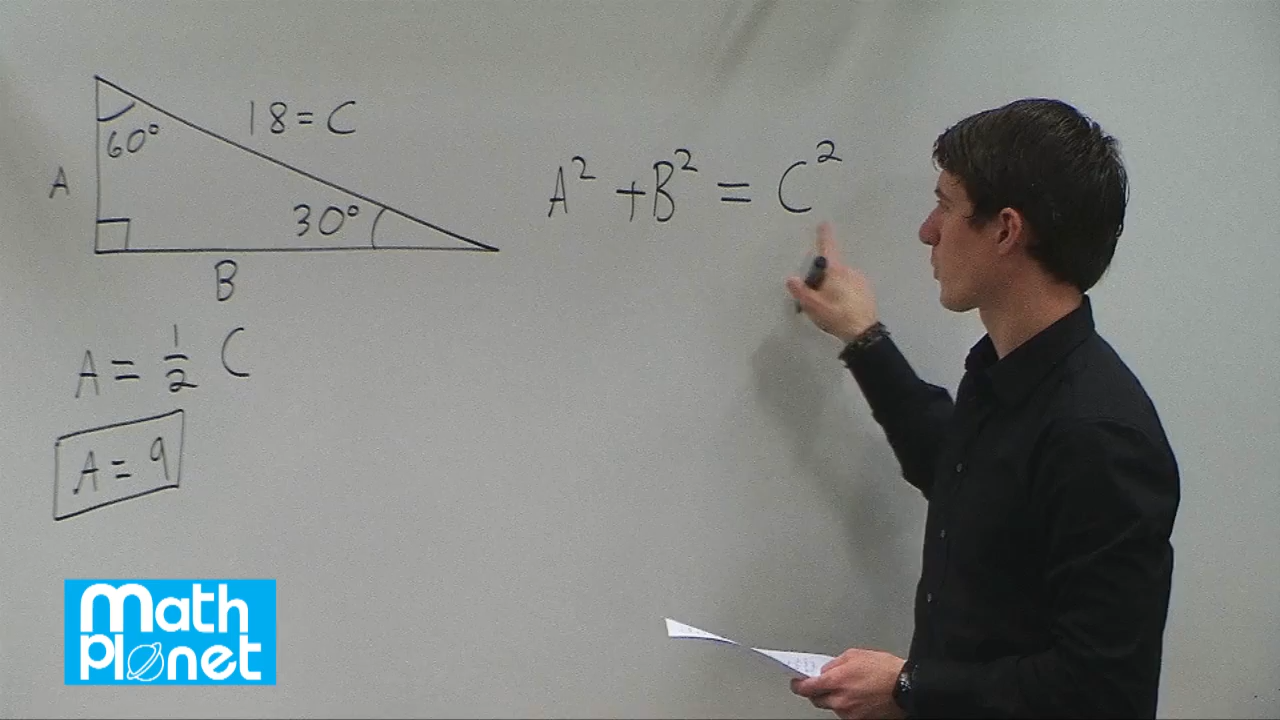 18 = C
60°
A
30°
B
A² + B² = C²
A = 1/2 C
A = 9
Math
Planet